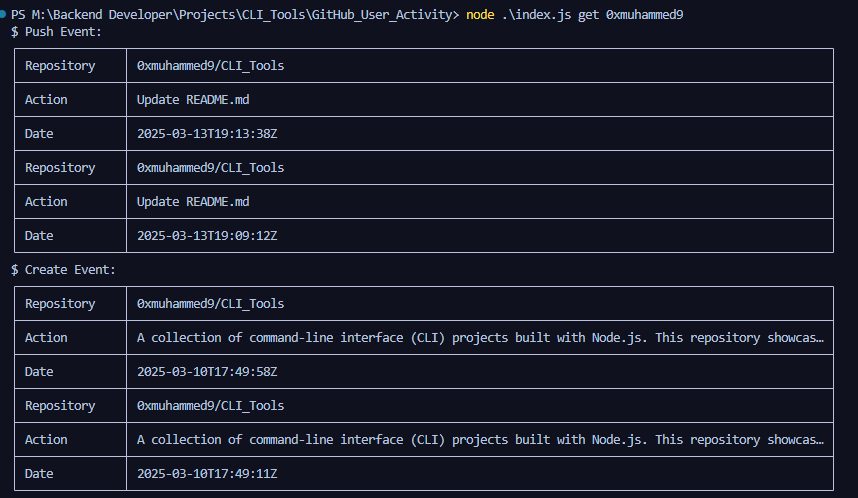 PS M:\Backend Developer\Projects\CLI_Tools\GitHub_User_Activity> node .\index.js get 0xmuhammed9
$ Push Event:
Repository 0xmuhammed9/CLI_Tools
Action Update README.md
Date 2025-03-13T19:13:38Z
Repository 0xmuhammed9/CLI_Tools
Action Update README.md
Date 2025-03-13T19:09:12Z
$ Create Event:
Repository 0xmuhammed9/CLI_Tools
Action A collection of command-line interface (CLI) projects built with Node.js. This repository showcas…
Date 2025-03-10T17:49:58Z
Repository 0xmuhammed9/CLI_Tools
Action A collection of command-line interface (CLI) projects built with Node.js. This repository showcas…
Date 2025-03-10T17:49:11Z